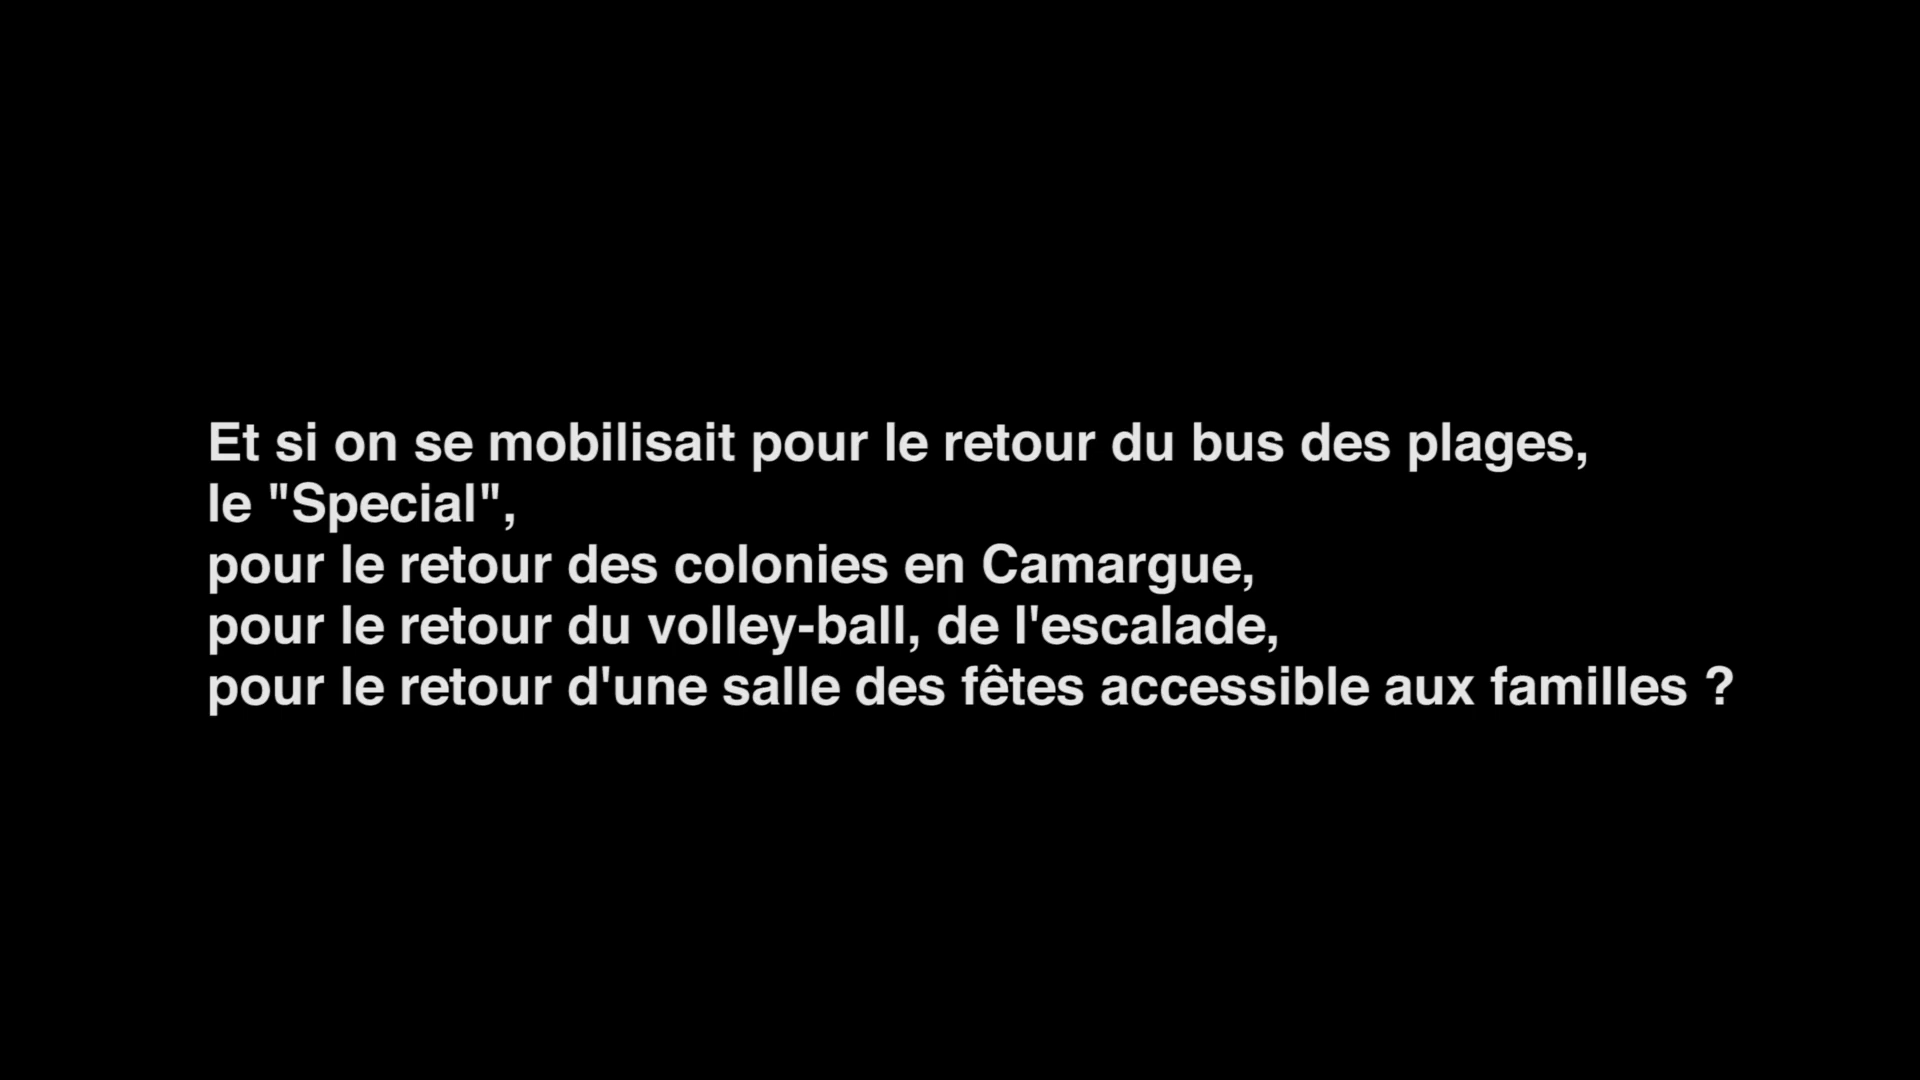 Et si on se mobilisait pour le retour du bus des plages,
le "Special",
pour le retour des colonies en Camargue,
pour le retour du volley-ball, de l'escalade,
pour le retour d'une salle des fêtes accessible aux familles ?